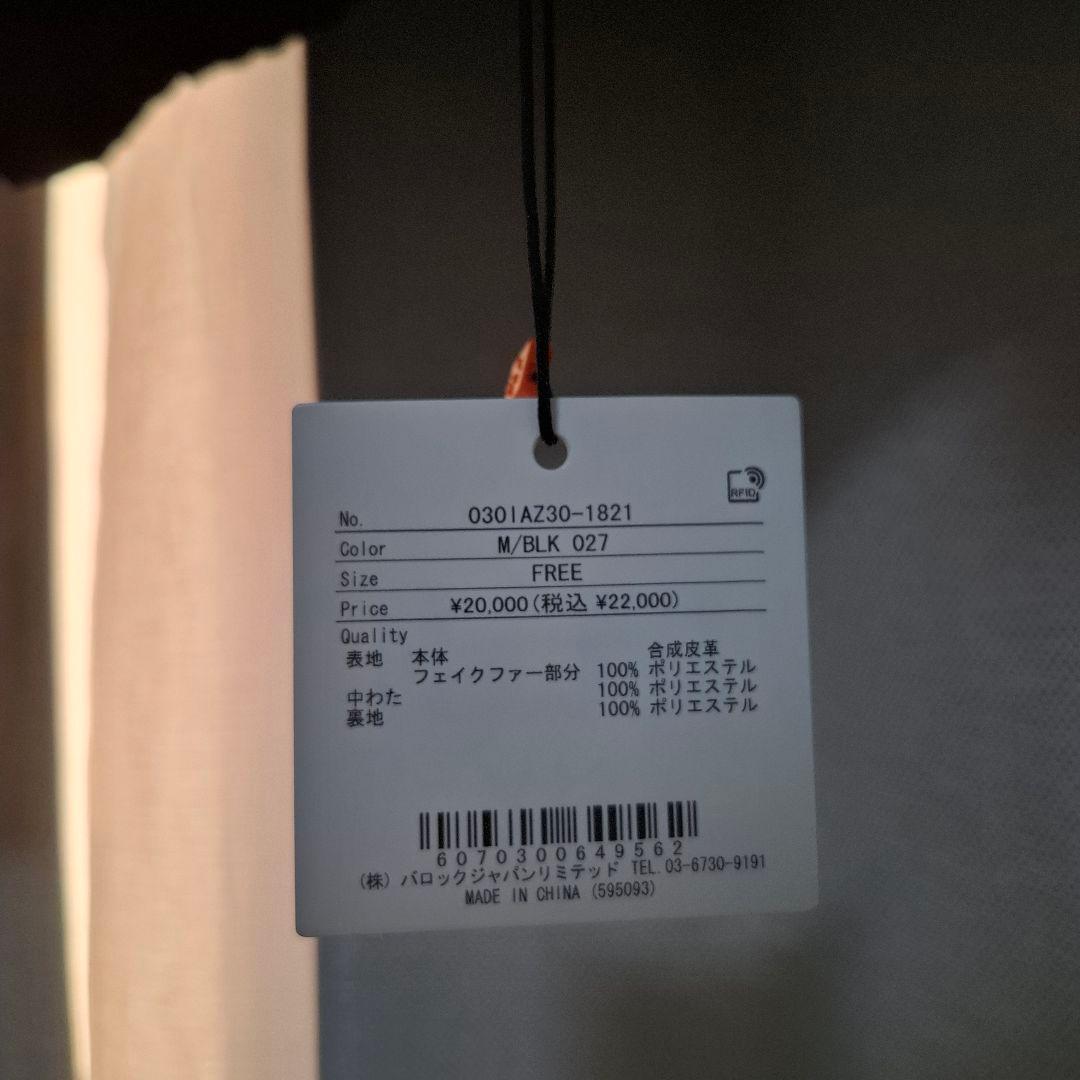 RFID
No. 030IAZ30-1821
Color M/BLK 027
Size FREE
Price ¥20,000(税込 ¥22,000)
Quality
表地 本体 合成皮革
フェイクファー部分 100% ポリエステル
中わた 100% ポリエステル
裏地 100% ポリエステル
6070300649562
(株) バロックジャパンリミテッド TEL.03-6730-9191
MADE IN CHINA (595093)